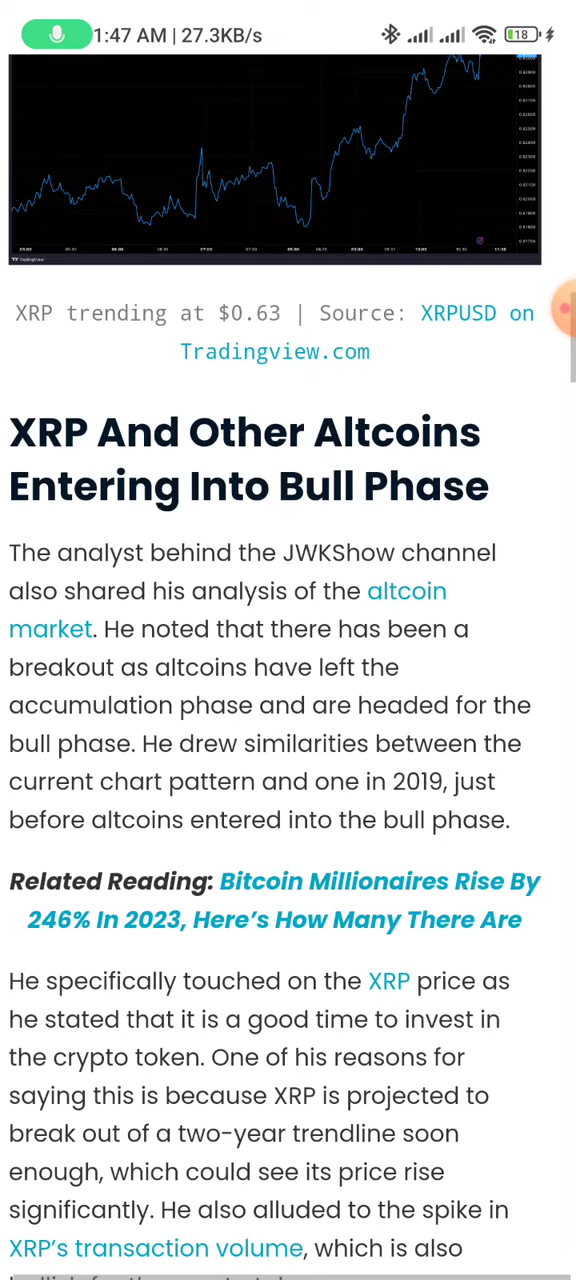 1:47 AM | 27.3KB/s
18
TradingView
XRP trending at $0.63 | Source: XRPUSD on
Tradingview.com
XRP And Other Altcoins
Entering Into Bull Phase
The analyst behind the JWKShow channel
also shared his analysis of the altcoin
market. He noted that there has been a
breakout as altcoins have left the
accumulation phase and are headed for the
bull phase. He drew similarities between the
current chart pattern and one in 2019, just
before altcoins entered into the bull phase.
Related Reading: Bitcoin Millionaires Rise By
246% In 2023, Here’s How Many There Are
He specifically touched on the XRP price as
he stated that it is a good time to invest in
the crypto token. One of his reasons for
saying this is because XRP is projected to
break out of a two-year trendline soon
enough, which could see its price rise
significantly. He also alluded to the spike in
XRP’s transaction volume, which is also